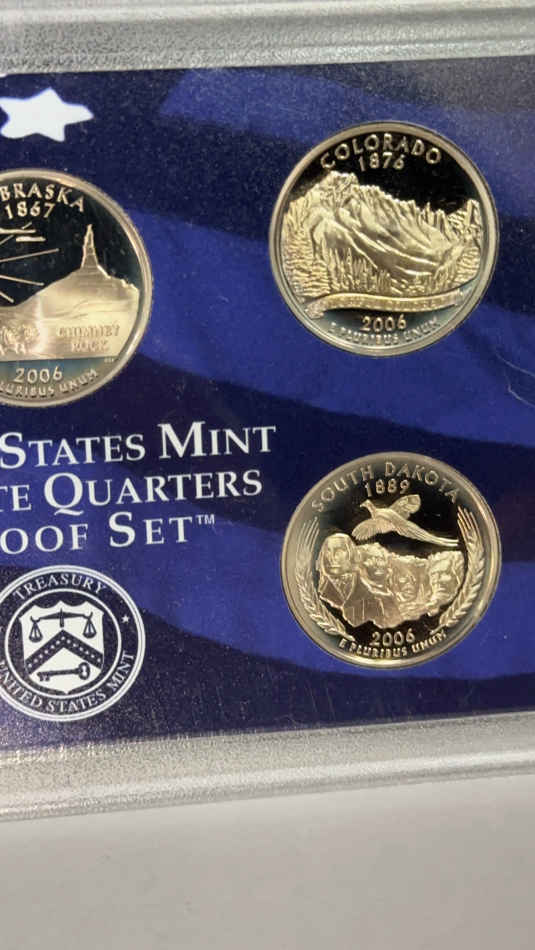 BRASKA
1867
CHIMNEY
ROCK
2006
PLURIBUS UNUM
COLORADO
1876
2006
E PLURIBUS UNUM
STATES MINT
TE QUARTERS
OOF SET™
SOUTH DAKOTA
1889
2006
E PLURIBUS UNUM
TREASURY
UNITED STATES MINT